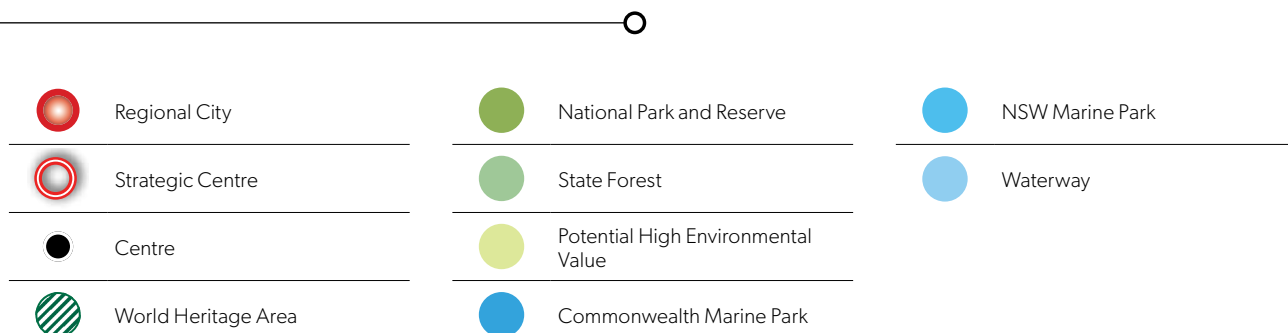 Regional City
Strategic Centre
Centre
World Heritage Area
National Park and Reserve
State Forest
Potential High Environmental
Value
Commonwealth Marine Park
NSW Marine Park
Waterway